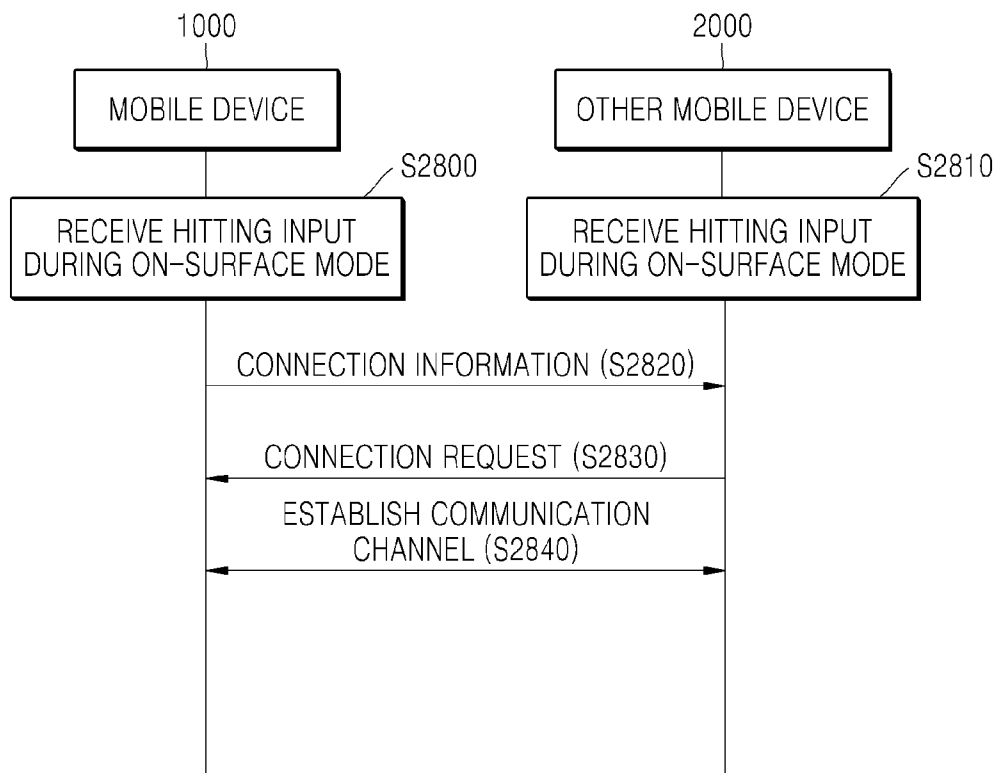 1000
2000
MOBILE DEVICE
OTHER MOBILE DEVICE
S2800
S2810
RECEIVE HITTING INPUT
DURING ON-SURFACE MODE
RECEIVE HITTING INPUT
DURING ON-SURFACE MODE
CONNECTION INFORMATION (S2820)
CONNECTION REQUEST (S2830)
ESTABLISH COMMUNICATION
CHANNEL (S2840)